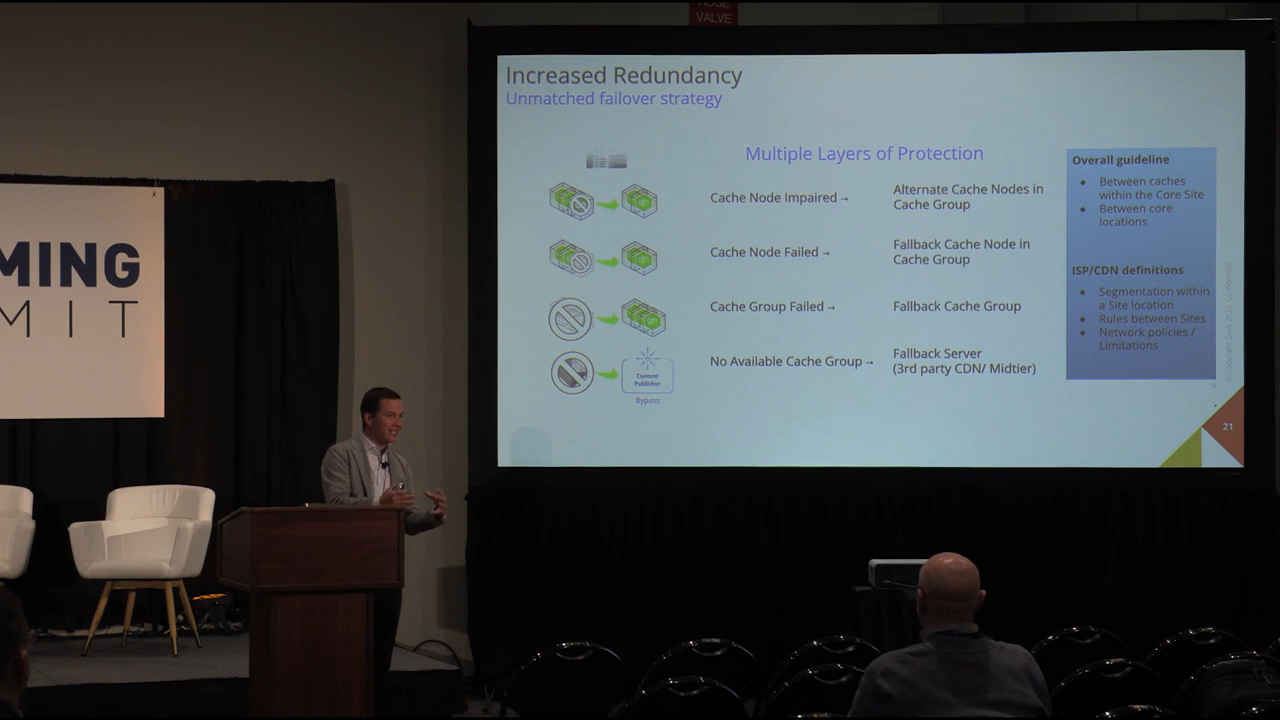 HOSE
VALVE
MING
MIT
Increased Redundancy
Unmatched failover strategy
Multiple Layers of Protection
Cache Node Impaired →
Alternate Cache Nodes in
Cache Group
Cache Node Failed →
Fallback Cache Node in
Cache Group
Cache Group Failed →
Fallback Cache Group
No Available Cache Group →
Fallback Server
(3rd party CDN/ Midtier)
Content
Publisher
Bypass
Overall guideline
● Between caches
within the Core Site
● Between core
locations
ISP/CDN definitions
● Segmentation within
a Site location
● Rules between Sites
● Network policies /
Limitations
21